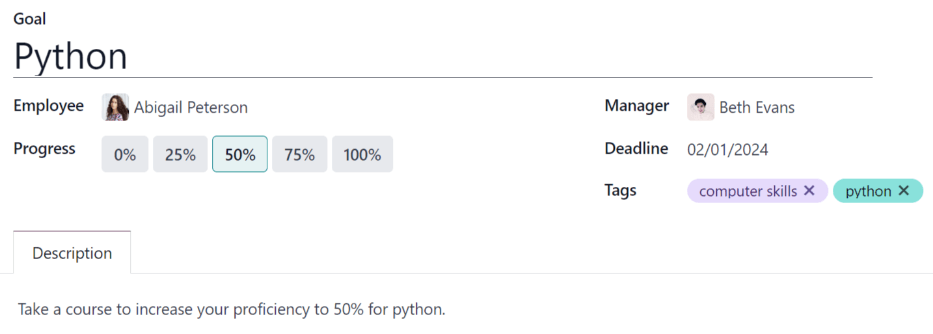 Goal
Python
Employee Abigail Peterson Manager Beth Evans
Progress 0% 25% 50% 75% 100% Deadline 02/01/2024
Tags computer skills ✕ python ✕
Description
Take a course to increase your proficiency to 50% for python.